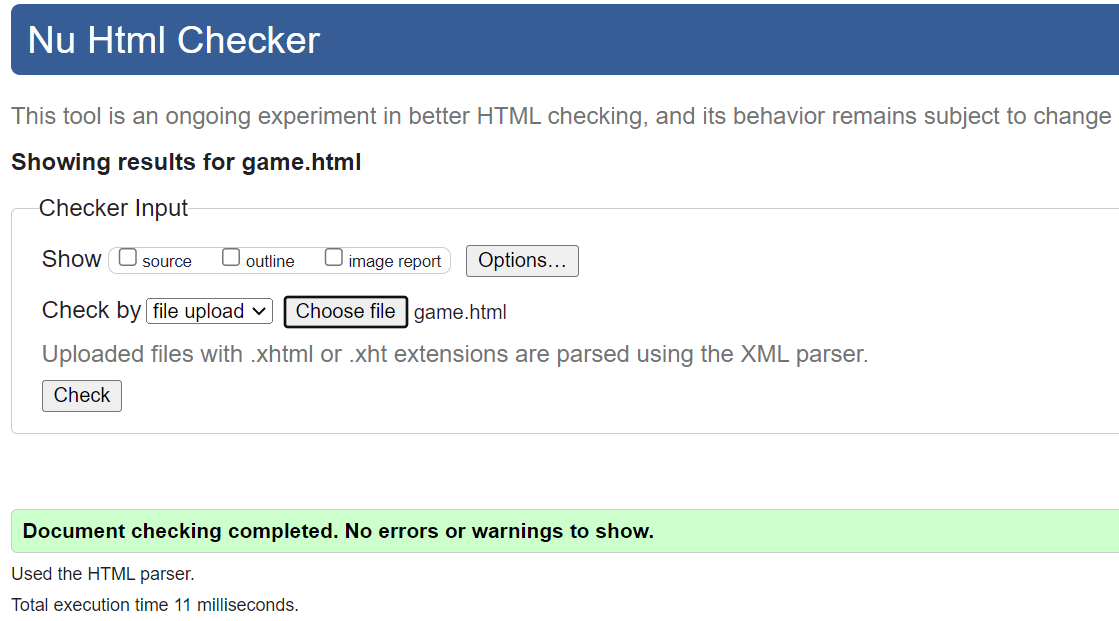 Nu Html Checker
This tool is an ongoing experiment in better HTML checking, and its behavior remains subject to change
Showing results for game.html
Checker Input
Show source outline image report Options...
Check by file upload Choose file game.html
Uploaded files with .xhtml or .xht extensions are parsed using the XML parser.
Check
Document checking completed. No errors or warnings to show.
Used the HTML parser.
Total execution time 11 milliseconds.